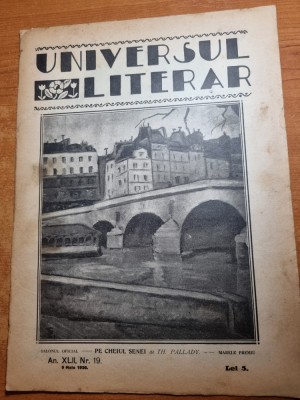 UNIVERSUL
LITERAR
SALONUL OFICIAL — PE CHEIUL SENEI de TH. PALLADY. — MARELE PREMIU.
An. XLII, Nr. 19.
9 Maiu 1926.
Lei 5.